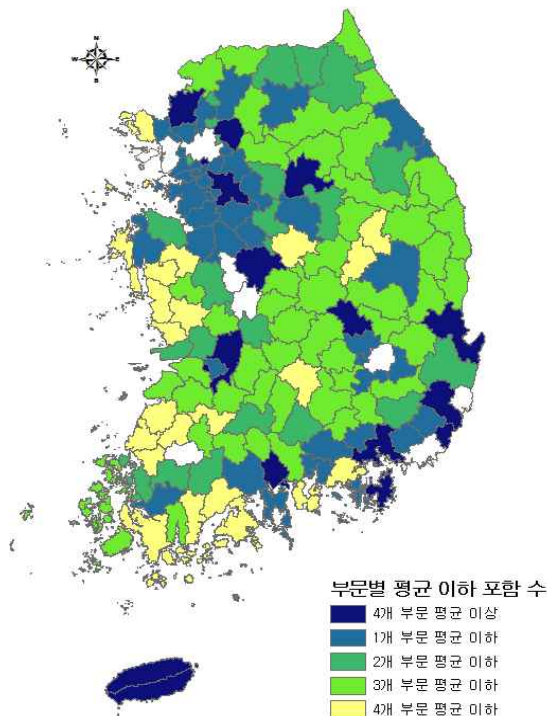 N
W E
S
부문별 평균 이하 포함 수
4개 부문 평균 이상
1개 부문 평균 이하
2개 부문 평균 이하
3개 부문 평균 이하
4개 부문 평균 이하